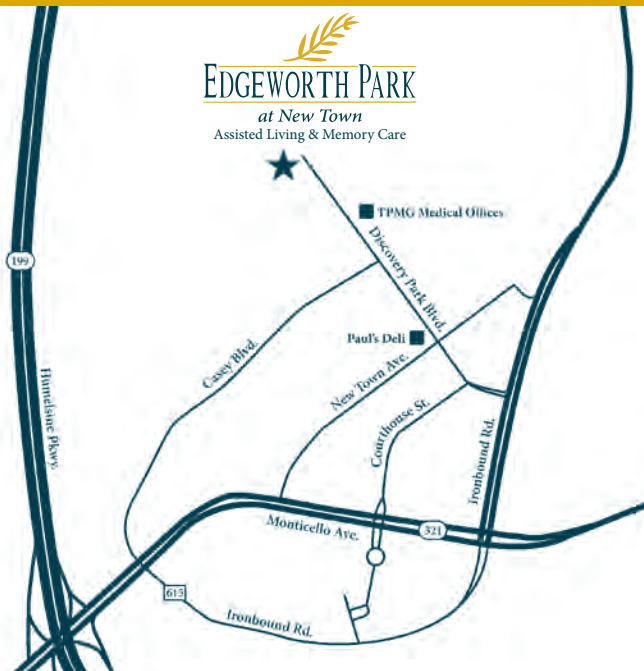 EDGEWORTH PARK
at New Town
Assisted Living & Memory Care
TPMG Medical Offices
Discovery Park Blvd.
199
Paul's Deli
Casey Blvd.
New Town Ave.
Humelsine Pkwy.
Courthouse St.
Ironbound Rd.
Monticello Ave.
321
615
Ironbound Rd.